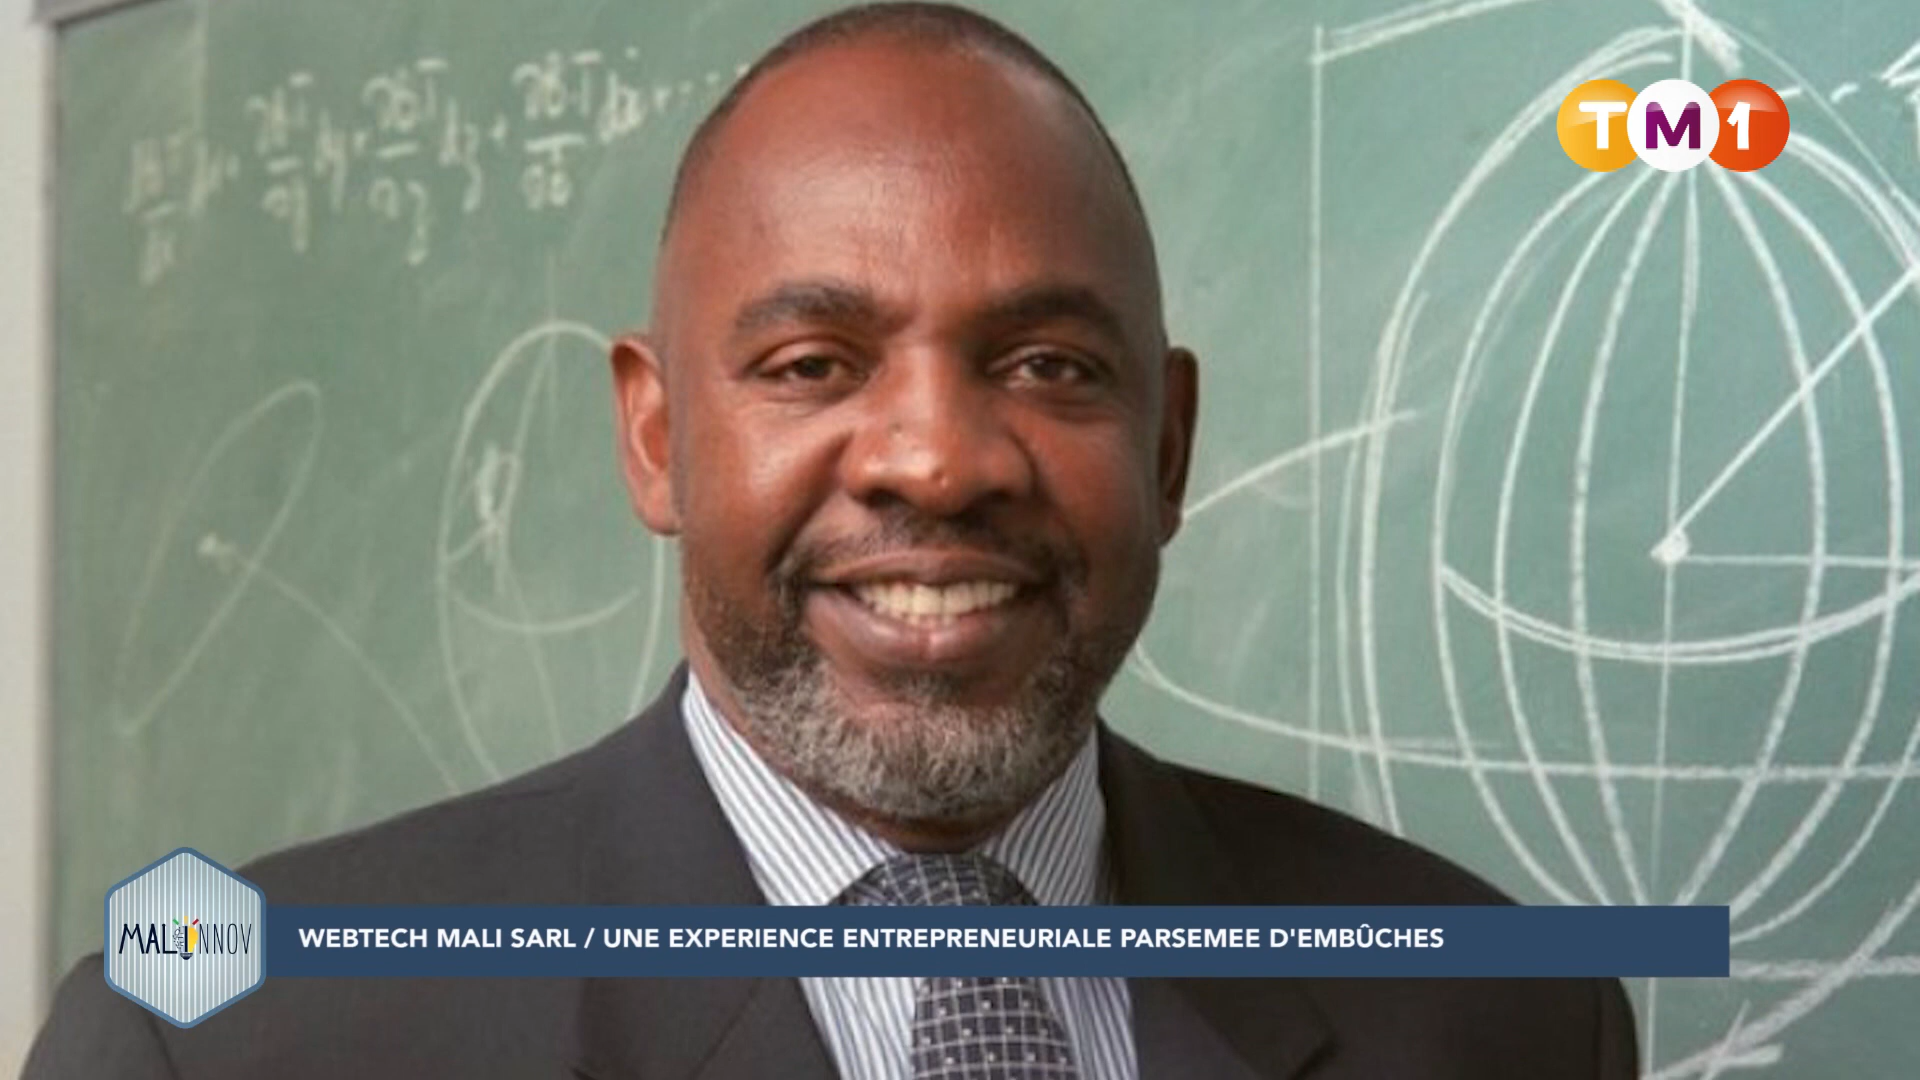 TM1
MALINNOV
WEBTECH MALI SARL / UNE EXPERIENCE ENTREPRENEURIALE PARSEMEE D'EMBÛCHES